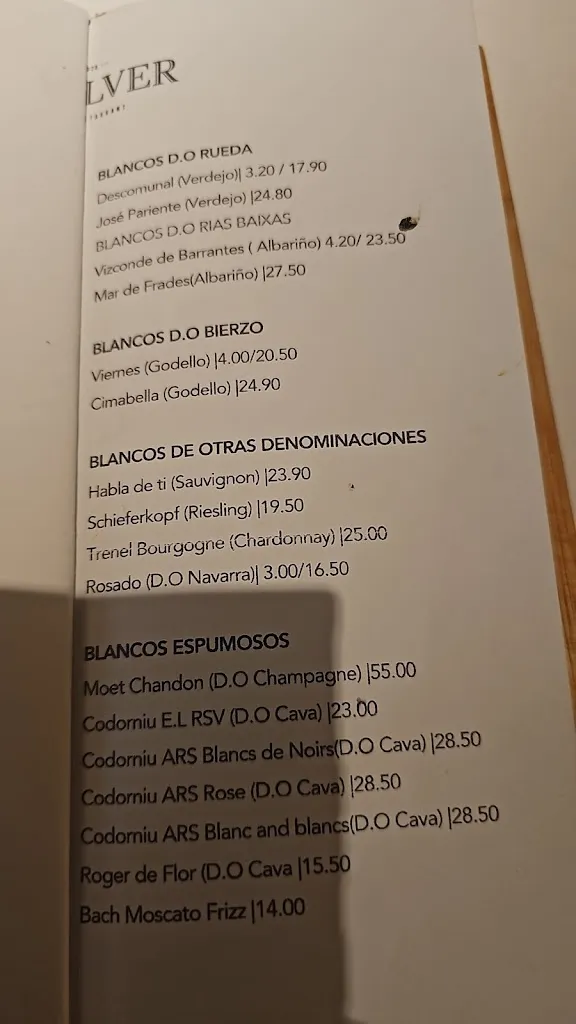 LVER
BLANCOS D.O RUEDA
Descomunal (Verdejo)| 3.20 / 17.90
José Pariente (Verdejo) |24.80
BLANCOS D.O RIAS BAIXAS
Vizconde de Barrantes ( Albariño) 4.20/ 23.50
Mar de Frades(Albariño) |27.50
BLANCOS D.O BIERZO
Viernes (Godello) |4.00/20.50
Cimabella (Godello) |24.90
BLANCOS DE OTRAS DENOMINACIONES
Habla de ti (Sauvignon) |23.90
Schieferkopf (Riesling) |19.50
Trenel Bourgogne (Chardonnay) |25.00
Rosado (D.O Navarra)| 3.00/16.50
BLANCOS ESPUMOSOS
Moet Chandon (D.O Champagne) |55.00
Codorniu E.L RSV (D.O Cava) |23.00
Codorniu ARS Blancs de Noirs(D.O Cava) |28.50
Codorniu ARS Rose (D.O Cava) |28.50
Codorniu ARS Blanc and blancs(D.O Cava) |28.50
Roger de Flor (D.O Cava |15.50
Bach Moscato Frizz |14.00